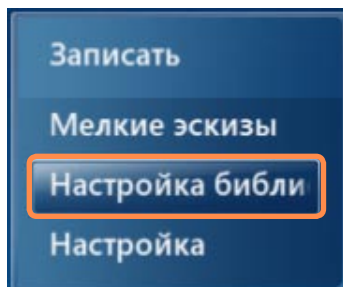 Записать
Мелкие эскизы
Настройка библи
Настройка